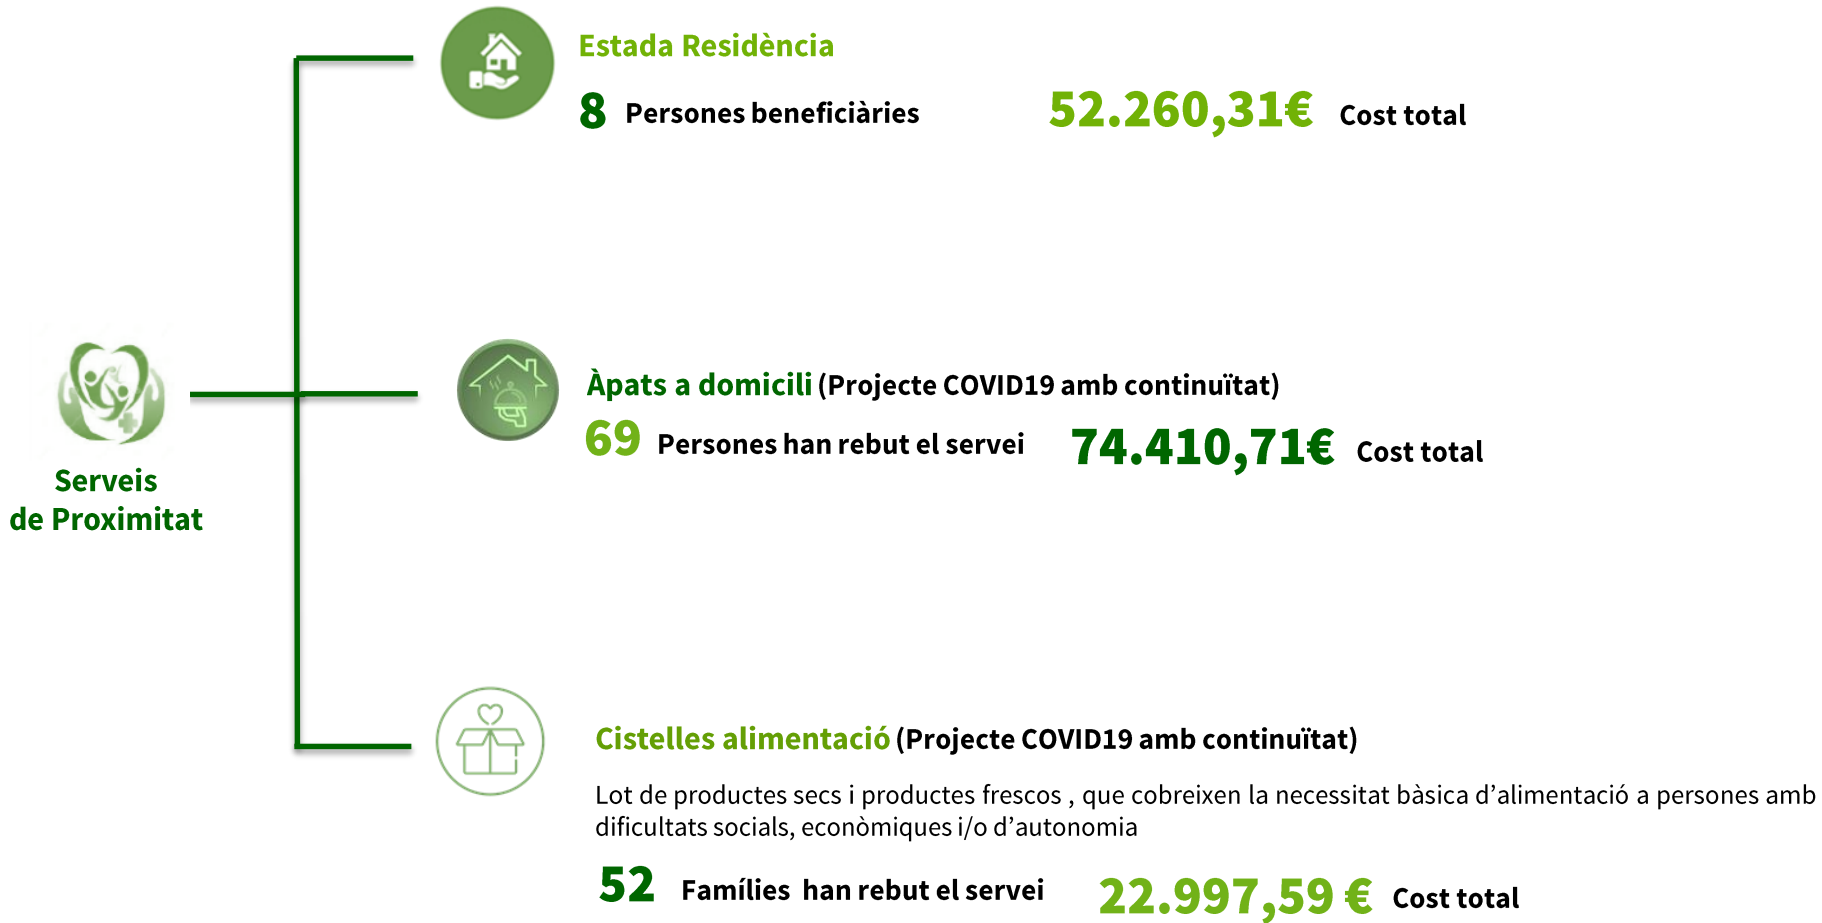 Estada Residència
8 Persones beneficiàries 52.260,31€ Cost total
Àpats a domicili (Projecte COVID19 amb continuïtat)
69 Persones han rebut el servei 74.410,71€ Cost total
Serveis
de Proximitat
Cistelles alimentació (Projecte COVID19 amb continuïtat)
Lot de productes secs i productes frescos , que cobreixen la necessitat bàsica d’alimentació a persones amb
dificultats socials, econòmiques i/o d’autonomia
52 Famílies han rebut el servei 22.997,59 € Cost total